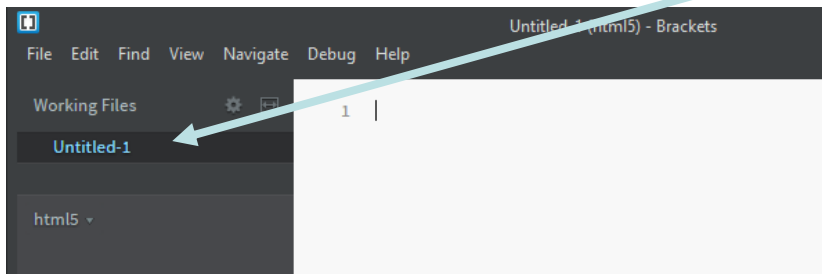 Untitled-1 (html5) - Brackets
File Edit Find View Navigate Debug Help
Working Files
1
Untitled-1
html5